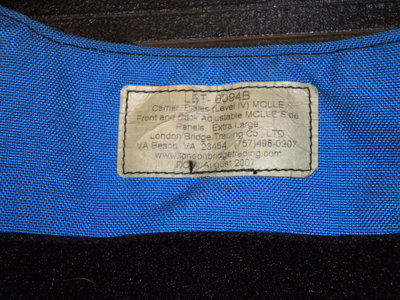 LBT-6094B
Carrier, Plates (Level IV) MOLLE
Front and Back Adjustable MOLLE Side
Panels, Extra Large
London Bridge Trading CO., LTD
VA Beach, VA 23454, (757)498-0207
www.londonbridgetrading.com
August 2007